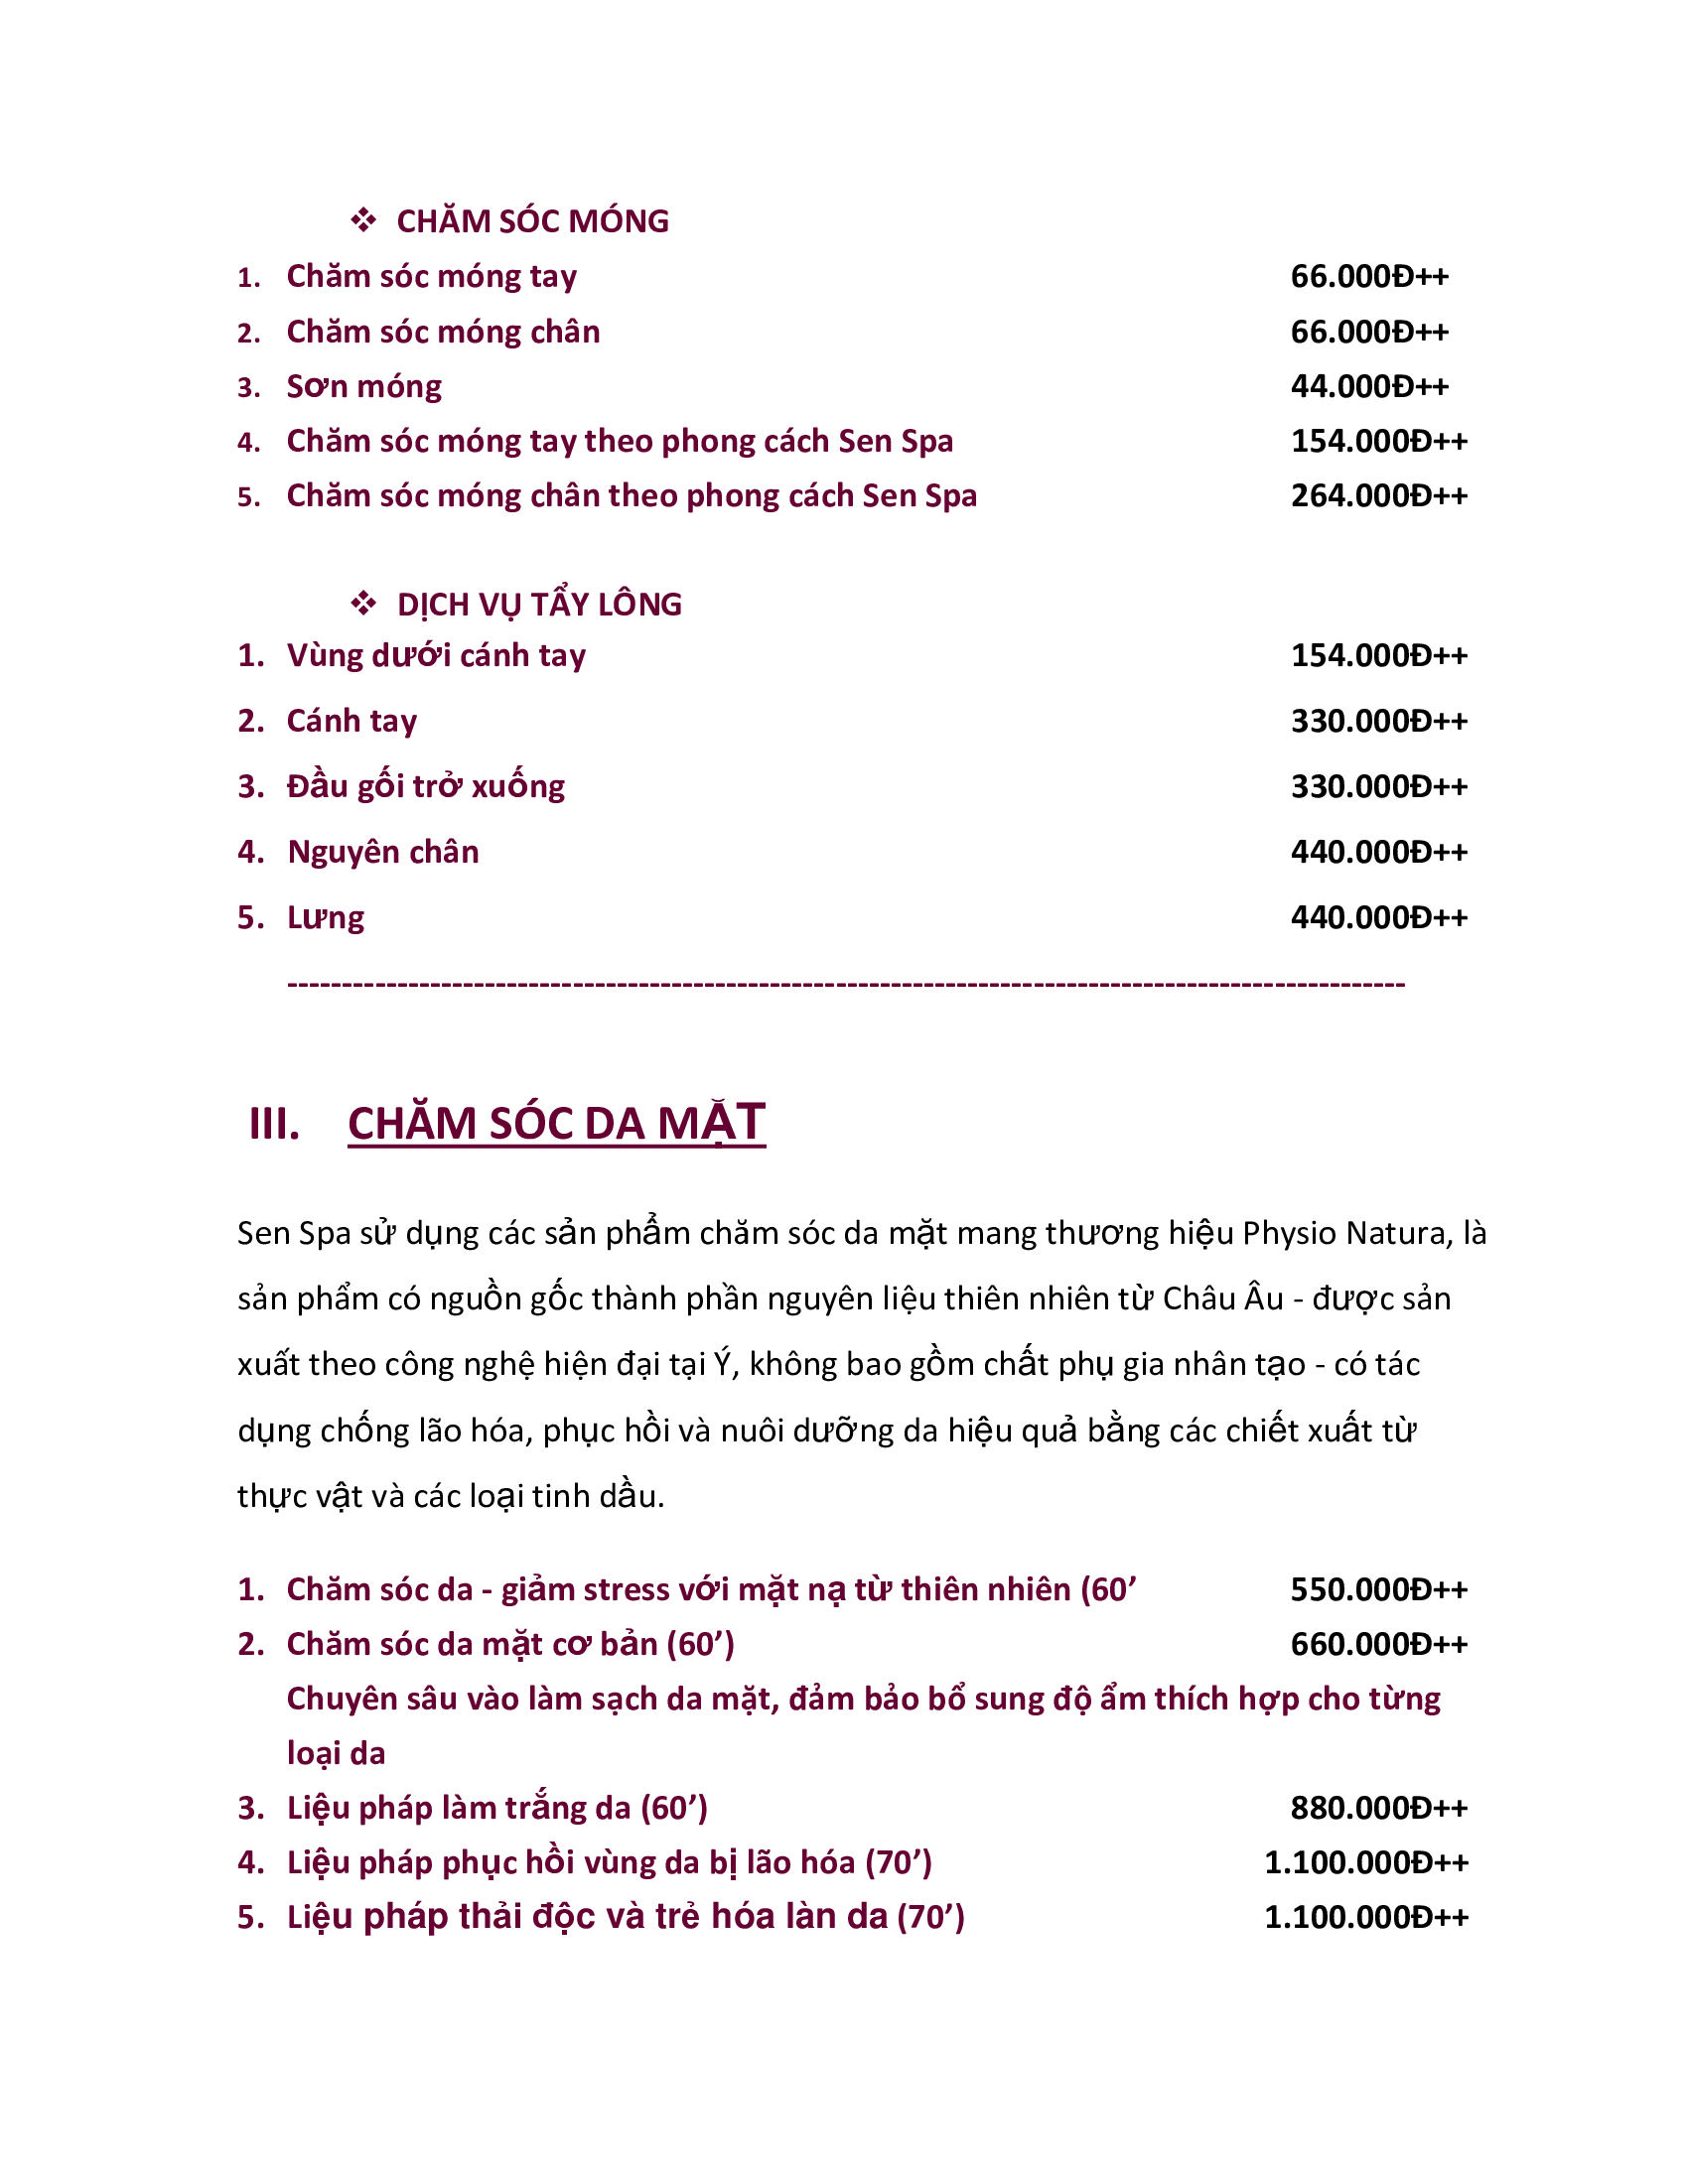 ❖ CHĂM SÓC MÓNG
1. Chăm sóc móng tay 66.000Đ++
2. Chăm sóc móng chân 66.000Đ++
3. Sơn móng 44.000Đ++
4. Chăm sóc móng tay theo phong cách Sen Spa 154.000Đ++
5. Chăm sóc móng chân theo phong cách Sen Spa 264.000Đ++
❖ DỊCH VỤ TẨY LÔNG
1. Vùng dưới cánh tay 154.000Đ++
2. Cánh tay 330.000Đ++
3. Đầu gối trở xuống 330.000Đ++
4. Nguyên chân 440.000Đ++
5. Lưng 440.000Đ++
------------------------------------------------------------------------------------------------------
III. CHĂM SÓC DA MẶT
Sen Spa sử dụng các sản phẩm chăm sóc da mặt mang thương hiệu Physio Natura, là
sản phẩm có nguồn gốc thành phần nguyên liệu thiên nhiên từ Châu Âu - được sản
xuất theo công nghệ hiện đại tại Ý, không bao gồm chất phụ gia nhân tạo - có tác
dụng chống lão hóa, phục hồi và nuôi dưỡng da hiệu quả bằng các chiết xuất từ
thực vật và các loại tinh dầu.
1. Chăm sóc da - giảm stress với mặt nạ từ thiên nhiên (60’ 550.000Đ++
2. Chăm sóc da mặt cơ bản (60’) 660.000Đ++
Chuyên sâu vào làm sạch da mặt, đảm bảo bổ sung độ ẩm thích hợp cho từng
loại da
3. Liệu pháp làm trắng da (60’) 880.000Đ++
4. Liệu pháp phục hồi vùng da bị lão hóa (70’) 1.100.000Đ++
5. Liệu pháp thải độc và trẻ hóa làn da (70’) 1.100.000Đ++